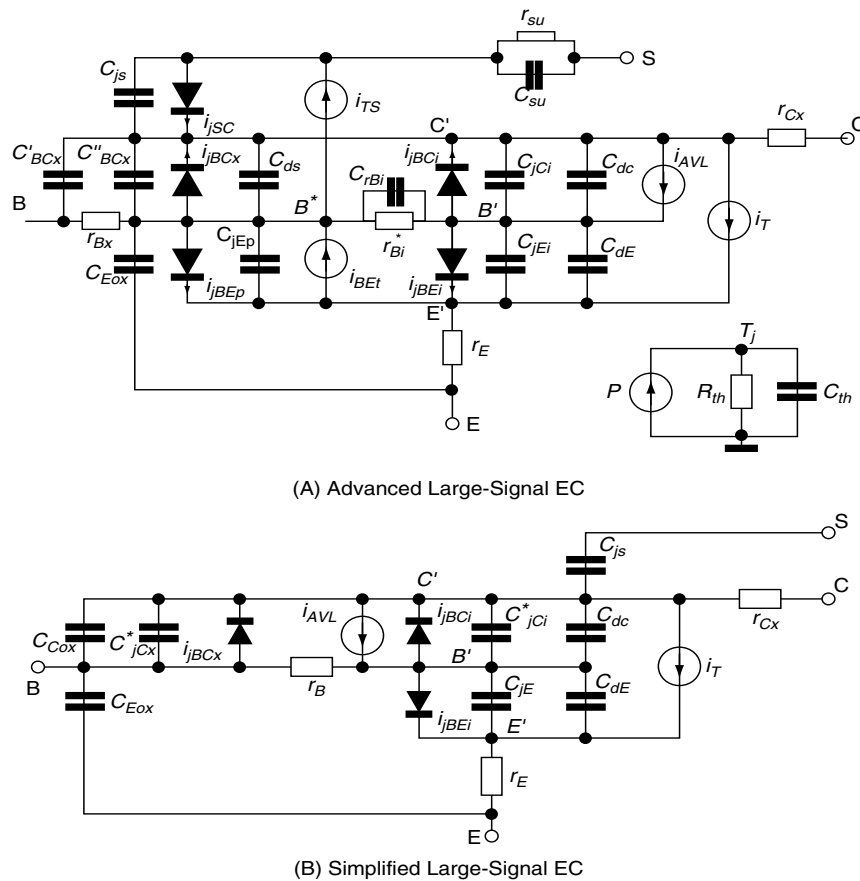 r_su
S
C_js
C_su
i_TS
i_jSC
r_Cx
C'
C
C'_BCx
C''_BCx
i_jBCx
C_ds
C_rBi
i_jBCi
C_jCi
C_dc
i_AVL
B
B*
B'
r_Bx
r*_Bi
i_T
C_Eox
C_jEp
C_jEi
C_dE
i_jBEp
i_BEt
i_jBEi
E'
r_E
T_j
P
R_th
C_th
E
(A) Advanced Large-Signal EC
S
C_js
C'
C
C_Cox
C*_jCx
i_jBCx
i_AVL
i_jBCi
C*_jCi
C_dc
r_Cx
B
r_B
B'
i_T
C_Eox
i_jBEi
C_jE
C_dE
E'
r_E
E
(B) Simplified Large-Signal EC